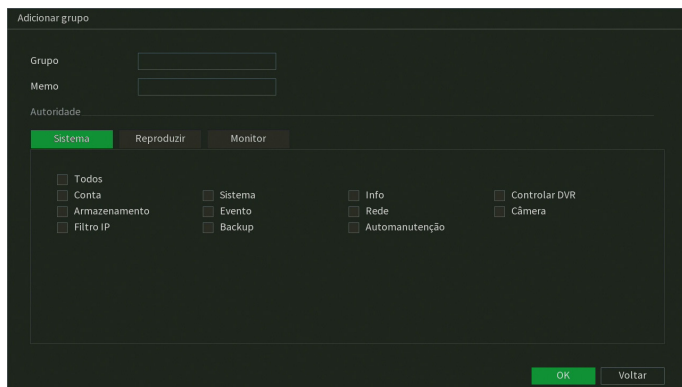 Adicionar grupo
Grupo
Memo
Autoridade
Sistema Reproduzir Monitor
Todos
Conta Sistema Info Controlar DVR
Armazenamento Evento Rede Câmera
Filtro IP Backup Automanutenção
OK Voltar